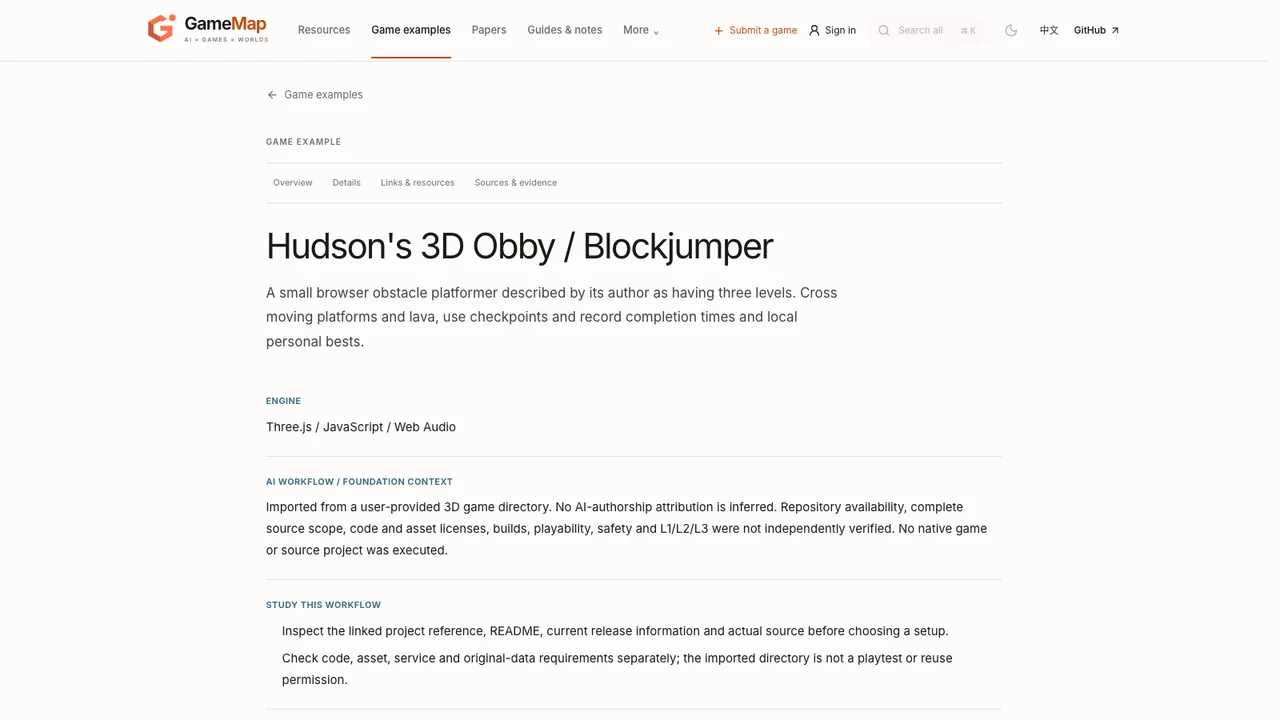 GameMap
AI × GAMES × WORLDS
Resources
Game examples
Papers
Guides & notes
More
Submit a game
Sign in
Search all
⌘ K
中文
GitHub
Game examples
GAME EXAMPLE
Overview
Details
Links & resources
Sources & evidence
Hudson's 3D Obby / Blockjumper
A small browser obstacle platformer described by its author as having three levels. Cross
moving platforms and lava, use checkpoints and record completion times and local
personal bests.
ENGINE
Three.js / JavaScript / Web Audio
AI WORKFLOW / FOUNDATION CONTEXT
Imported from a user-provided 3D game directory. No AI-authorship attribution is inferred. Repository availability, complete
source scope, code and asset licenses, builds, playability, safety and L1/L2/L3 were not independently verified. No native game
or source project was executed.
STUDY THIS WORKFLOW
Inspect the linked project reference, README, current release information and actual source before choosing a setup.
Check code, asset, service and original-data requirements separately; the imported directory is not a playtest or reuse
permission.